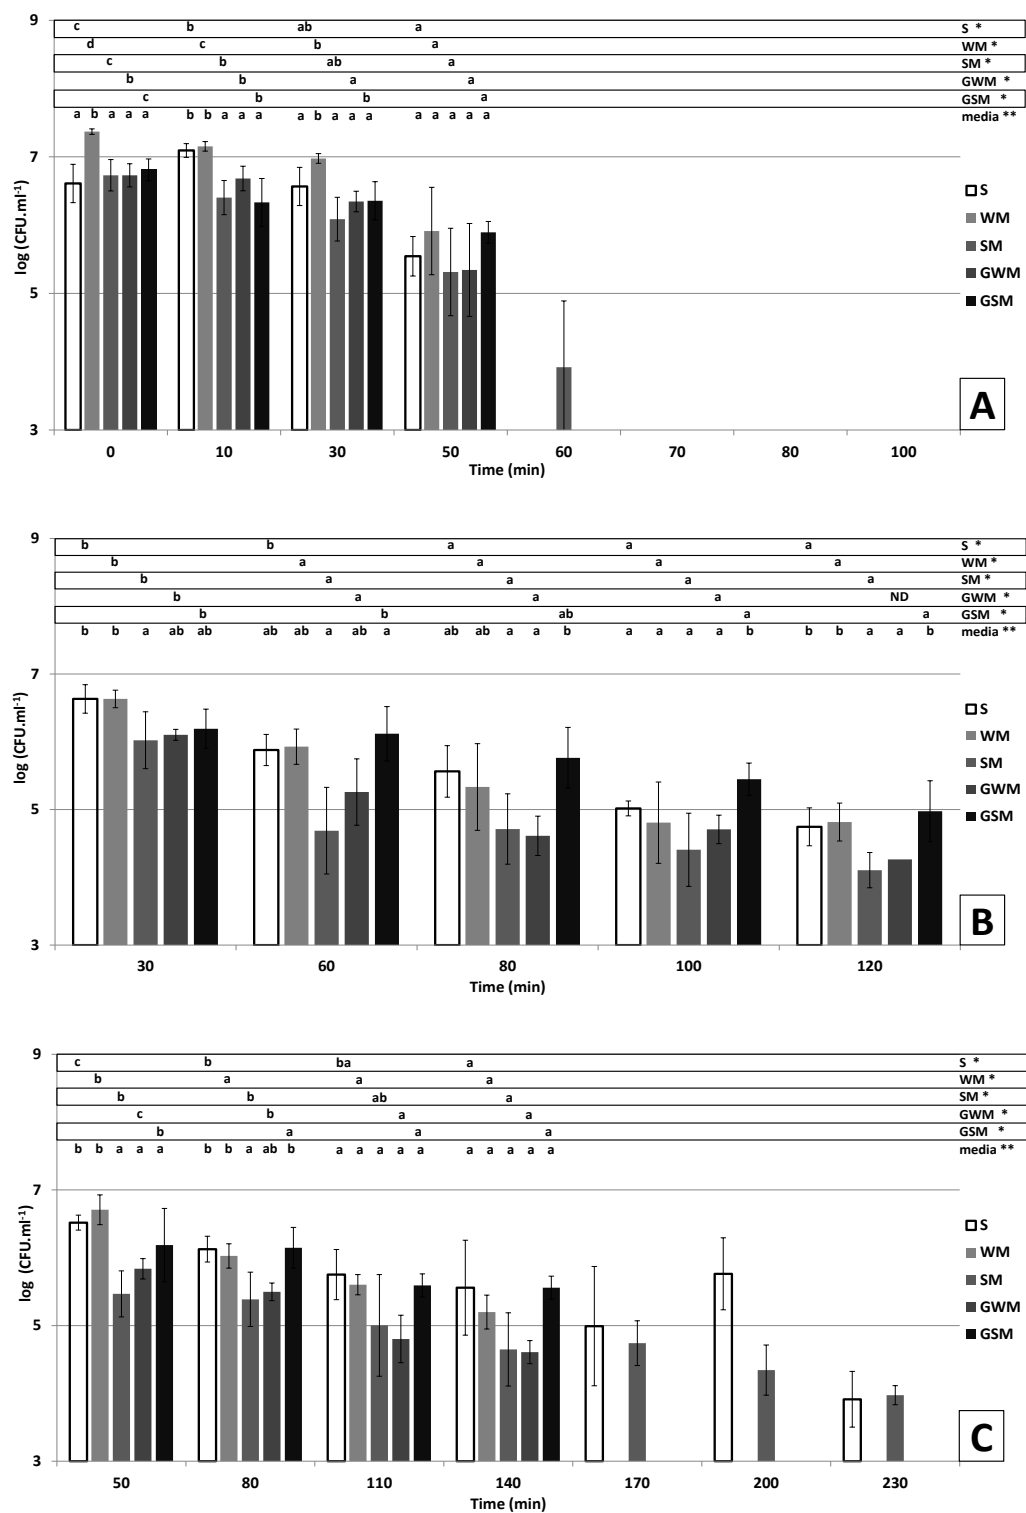 9
c b ab a S *
d c b a WM *
c b ab a SM *
b b a a GWM *
c b b a GSM *
a b a a a b b a a a a b a a a a a a a a media **
7
5
3
log (CFU.ml-1)
S
WM
SM
GWM
GSM
A
0 10 30 50 60 70 80 100
Time (min)
9
b b a a a S *
b a a a a WM *
b a a a a SM *
b a a a ND GWM *
b b ab a a GSM *
b b a ab ab ab ab a ab a ab ab a a b a a a a b b b a a b media **
7
5
3
log (CFU.ml-1)
S
WM
SM
GWM
GSM
B
30 60 80 100 120
Time (min)
9
c b ba a S *
b a a a WM *
b b ab a SM *
c b a a GWM *
b a a a GSM *
b b a a a b b a ab b a a a a a a a a a a media **
7
5
3
log (CFU.ml-1)
S
WM
SM
GWM
GSM
C
50 80 110 140 170 200 230
Time (min)